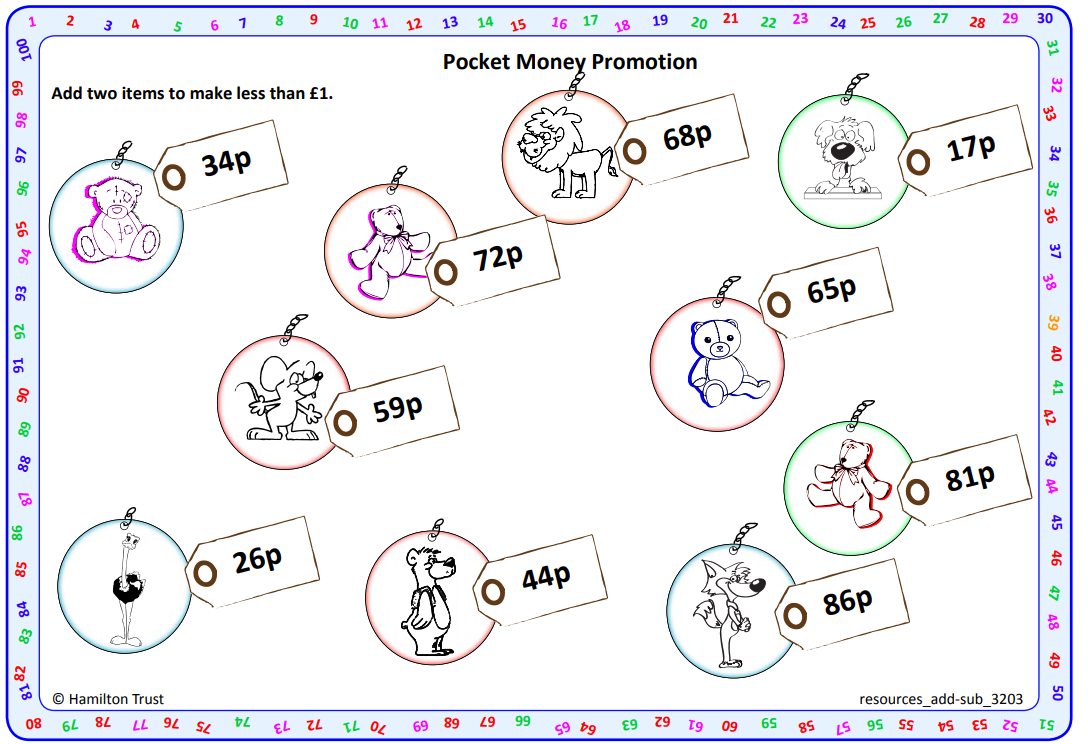 1 2 3 4 5 6 7 8 9 10 11 12 13 14 15 16 17 18 19 20 21 22 23 24 25 26 27 28 29 30
31 32 33 34 35 36 37 38 39 40 41 42 43 44 45 46 47 48 49 50
51 52 53 54 55 56 57 58 59 60 61 62 63 64 65 66 67 68 69 70 71 72 73 74 75 76 77 78 79 80
81 82 83 84 85 86 87 88 89 90 91 92 93 94 95 96 97 98 99 100
Pocket Money Promotion
Add two items to make less than £1.
34p
68p
17p
72p
65p
59p
81p
26p
44p
86p
© Hamilton Trust
resources_add-sub_3203